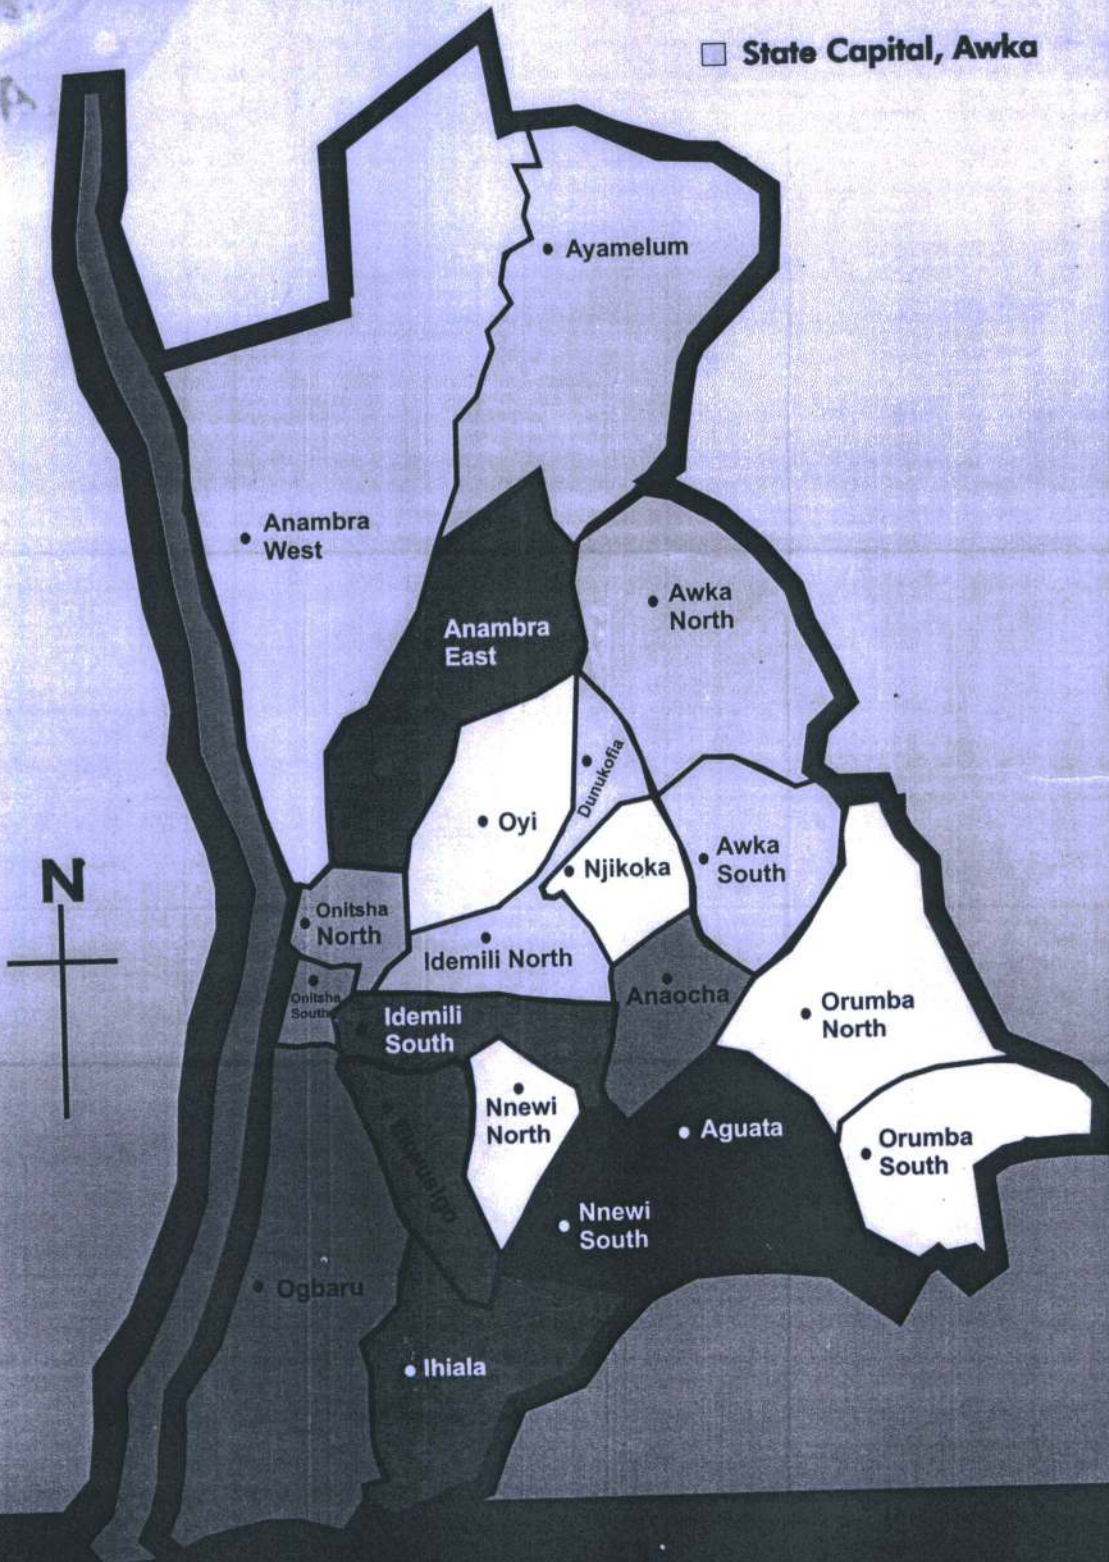 State Capital, Awka
Ayamelum
Anambra
West
Awka
North
Anambra
East
Dunukofia
Oyi
Njikoka
Awka
South
N
Onitsha
North
Idemili North
Onitsha
South
Anaocha
Orumba
North
Idemili
South
Nnewi
North
Aguata
Orumba
South
Nnewi
South
Ogbaru
Ihiala